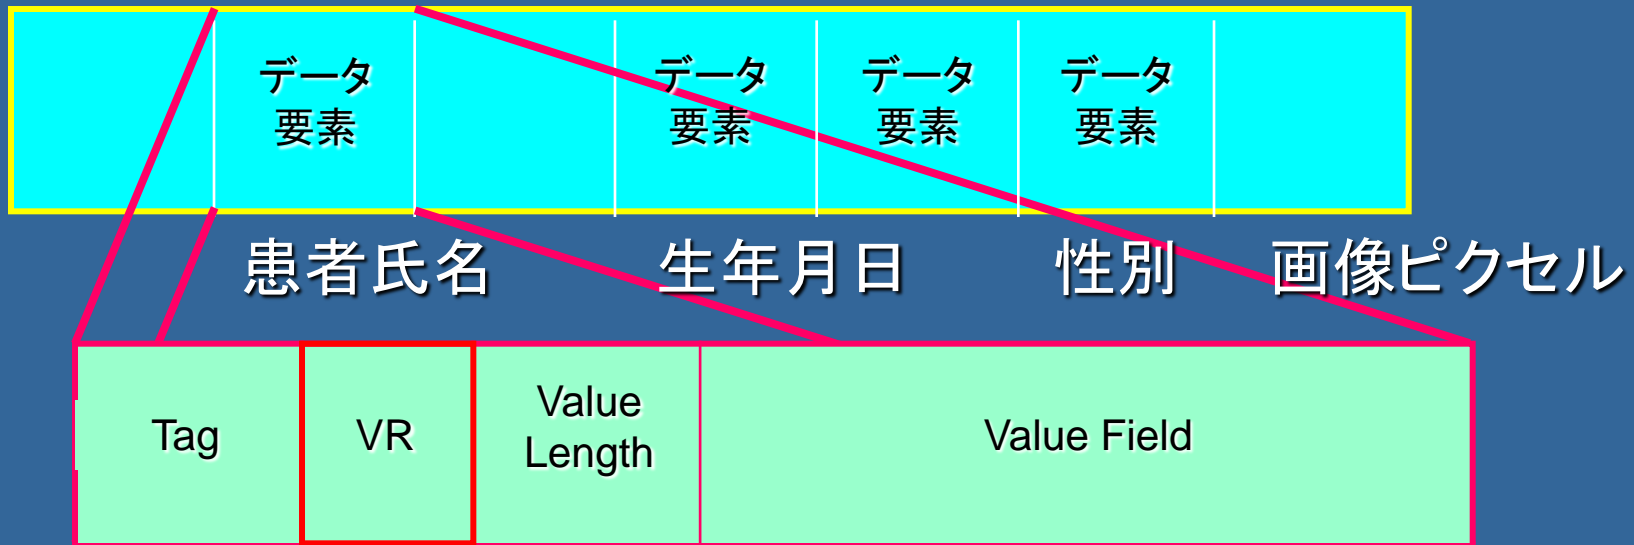 データ
要素
データ
要素
データ
要素
データ
要素
患者氏名
生年月日
性別
画像ピクセル
Tag
VR
Value
Length
Value Field